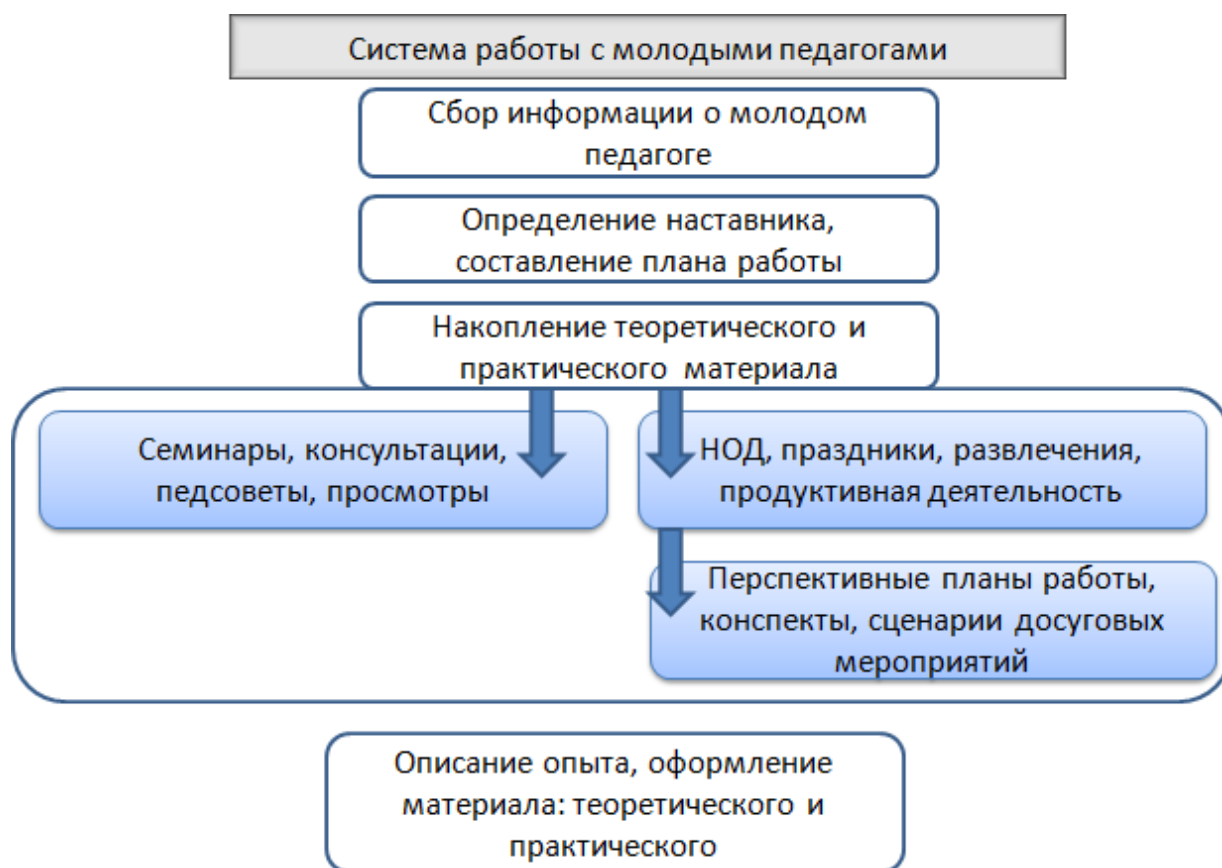 Система работы с молодыми педагогами
Сбор информации о молодом
педагоге
Определение наставника,
составление плана работы
Накопление теоретического и
практического материала
Семинары, консультации,
педсоветы, просмотры
НОД, праздники, развлечения,
продуктивная деятельность
Перспективные планы работы,
конспекты, сценарии досуговых
мероприятий
Описание опыта, оформление
материала: теоретического и
практического